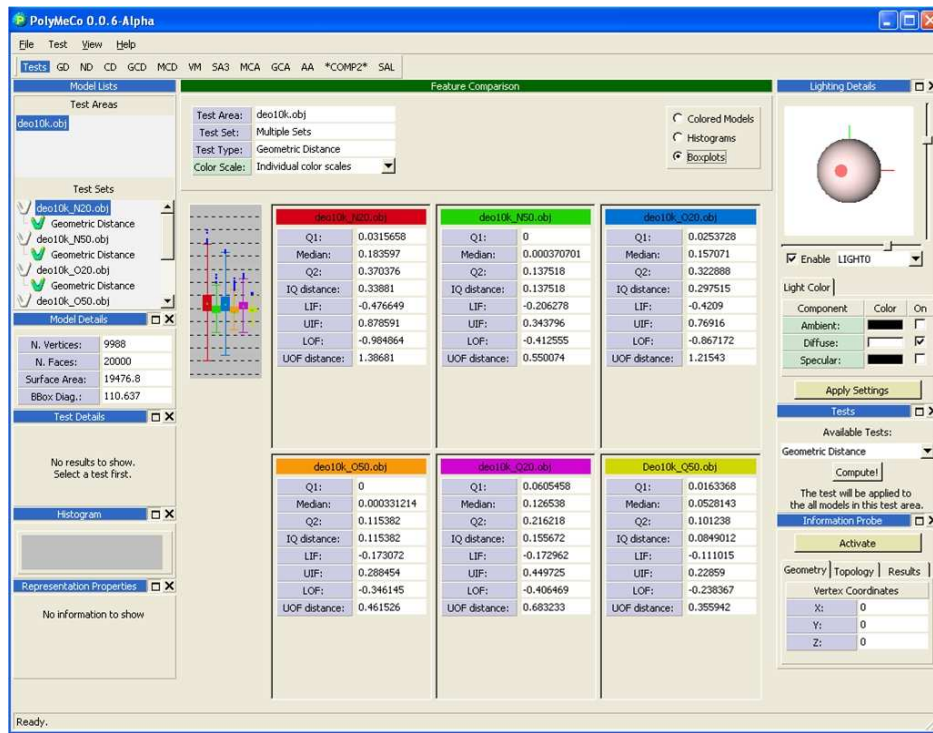 PolyMeCo 0.0.6-Alpha
File Test View Help
Tests GD ND CD GCD MCD VM SA3 MCA GCA AA *COMP2* SAL
Model Lists
Test Areas
deo10k.obj
Test Sets
deo10k_N20.obj
Geometric Distance
deo10k_N50.obj
Geometric Distance
deo10k_O20.obj
Geometric Distance
deo10k_O50.obj
Model Details
N. Vertices: 9988
N. Faces: 20000
Surface Area: 19476.8
BBox Diag.: 110.637
Test Details
No results to show.
Select a test first.
Histogram
Representation Properties
No information to show
Feature Comparison
Test Area: deo10k.obj
Test Set: Multiple Sets
Test Type: Geometric Distance
Color Scale: Individual color scales
Colored Models
Histograms
Boxplots
deo10k_N20.obj
Q1: 0.0315658
Median: 0.183597
Q2: 0.370376
IQ distance: 0.33881
LIF: -0.476649
UIF: 0.878591
LOF: -0.984864
UOF distance: 1.38681
deo10k_N50.obj
Q1: 0
Median: 0.000370701
Q2: 0.137518
IQ distance: 0.137518
LIF: -0.206278
UIF: 0.343796
LOF: -0.412555
UOF distance: 0.550074
deo10k_O20.obj
Q1: 0.0253728
Median: 0.157071
Q2: 0.322888
IQ distance: 0.297515
LIF: -0.4209
UIF: 0.76916
LOF: -0.867172
UOF distance: 1.21543
deo10k_O50.obj
Q1: 0
Median: 0.000331214
Q2: 0.115382
IQ distance: 0.115382
LIF: -0.173072
UIF: 0.288454
LOF: -0.346145
UOF distance: 0.461526
deo10k_Q20.obj
Q1: 0.0605458
Median: 0.126538
Q2: 0.216218
IQ distance: 0.155672
LIF: -0.172962
UIF: 0.449725
LOF: -0.406469
UOF distance: 0.683233
Deo10k_Q50.obj
Q1: 0.0163368
Median: 0.0528143
Q2: 0.101238
IQ distance: 0.0849012
LIF: -0.111015
UIF: 0.22859
LOF: -0.238367
UOF distance: 0.355942
Lighting Details
Enable LIGHT0
Light Color
Component Color On
Ambient:
Diffuse:
Specular:
Apply Settings
Tests
Available Tests:
Geometric Distance
Compute!
The test will be applied to
the all models in this test area.
Information Probe
Activate
Geometry Topology Results
Vertex Coordinates
X: 0
Y: 0
Z: 0
Ready.